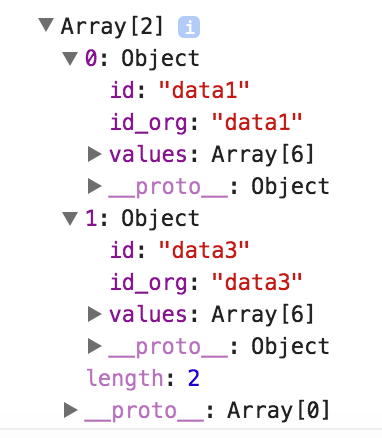 Array[2] i
0: Object
id: "data1"
id_org: "data1"
values: Array[6]
__proto__: Object
1: Object
id: "data3"
id_org: "data3"
values: Array[6]
__proto__: Object
length: 2
__proto__: Array[0]